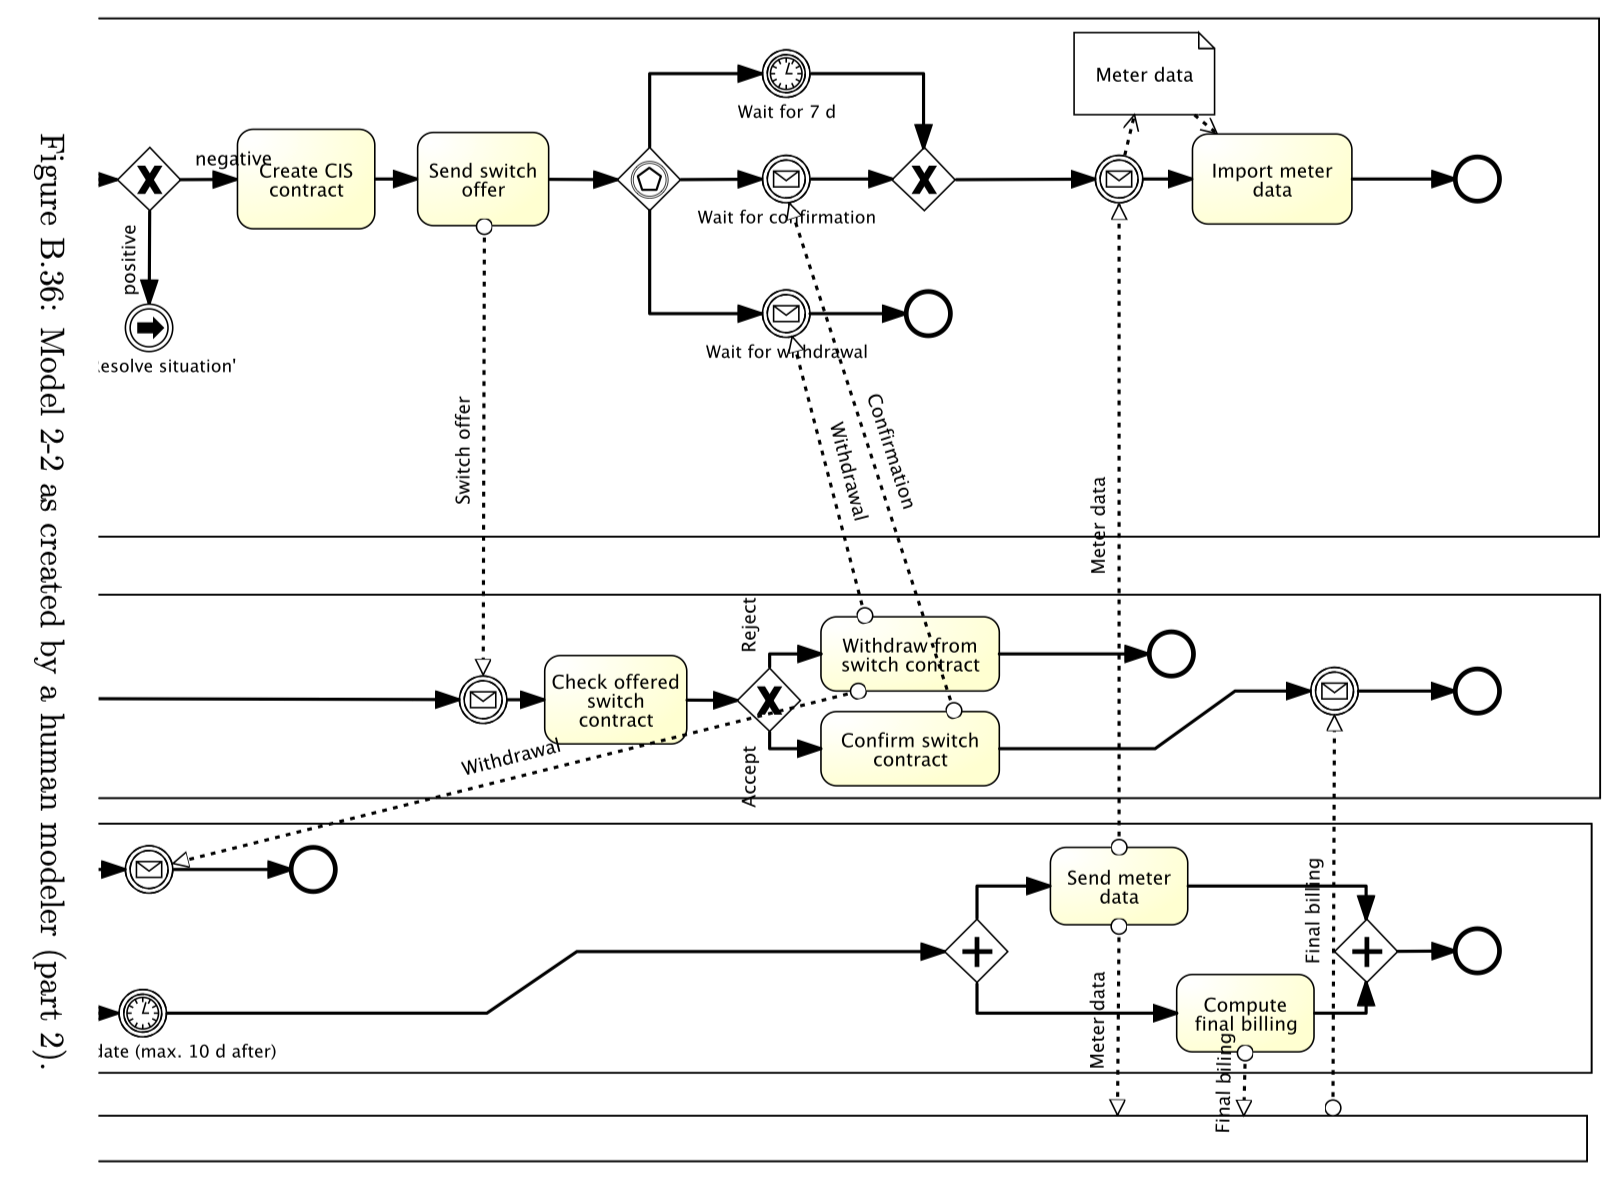 Figure B.36: Model 2-2 as created by a human modeler (part 2).
Meter data
Wait for 7 d
negative
Create CIS
contract
Send switch
offer
Import meter
data
Wait for confirmation
positive
esolve situation'
Wait for withdrawal
Switch offer
Withdrawal
Confirmation
Meter data
Reject
Withdraw from
switch contract
Check offered
switch
contract
Confirm switch
contract
Accept
Withdrawal
Send meter
data
Final billing
Meter data
Compute
final billing
date (max. 10 d after)
Final billing